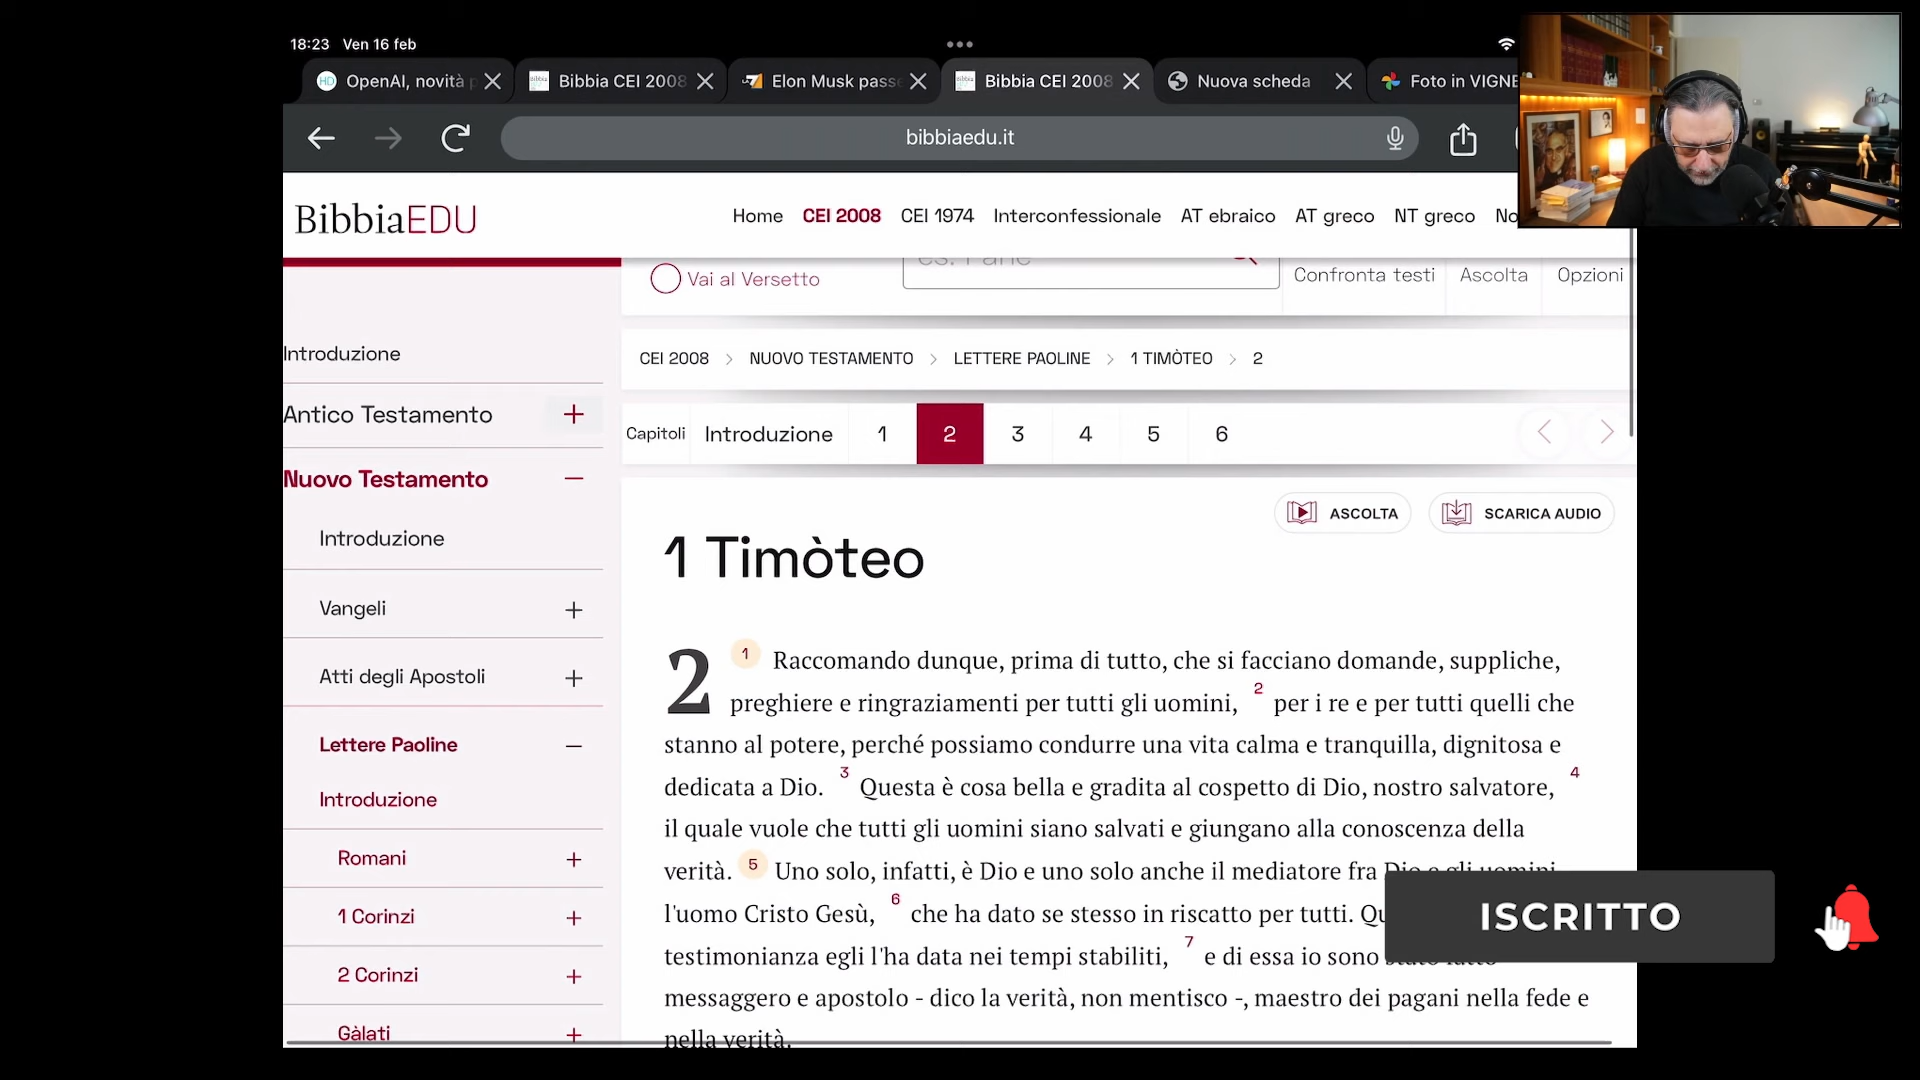 18:23 Ven 16 feb
OpenAI, novità p
Bibbia CEI 2008
Elon Musk passe
Bibbia CEI 2008
Nuova scheda
Foto in VIGNE
bibbiaedu.it
BibbiaEDU
Home CEI 2008 CEI 1974 Interconfessionale AT ebraico AT greco NT greco No
Vai al Versetto
es. Pane
Confronta testi Ascolta Opzioni
Introduzione
Antico Testamento +
Nuovo Testamento −
Introduzione
Vangeli +
Atti degli Apostoli +
Lettere Paoline −
Introduzione
Romani +
1 Corinzi +
2 Corinzi +
Gàlati +
CEI 2008 > NUOVO TESTAMENTO > LETTERE PAOLINE > 1 TIMÒTEO > 2
Capitoli Introduzione 1 2 3 4 5 6
ASCOLTA SCARICA AUDIO
1 Timòteo
2 1 Raccomando dunque, prima di tutto, che si facciano domande, suppliche,
preghiere e ringraziamenti per tutti gli uomini, 2 per i re e per tutti quelli che
stanno al potere, perché possiamo condurre una vita calma e tranquilla, dignitosa e
dedicata a Dio. 3 Questa è cosa bella e gradita al cospetto di Dio, nostro salvatore, 4
il quale vuole che tutti gli uomini siano salvati e giungano alla conoscenza della
verità. 5 Uno solo, infatti, è Dio e uno solo anche il mediatore fra Dio e gli uomini,
l'uomo Cristo Gesù, 6 che ha dato se stesso in riscatto per tutti. Qu
testimonianza egli l'ha data nei tempi stabiliti, 7 e di essa io sono stato fatto
messaggero e apostolo - dico la verità, non mentisco -, maestro dei pagani nella fede e
nella verità.
ISCRITTO